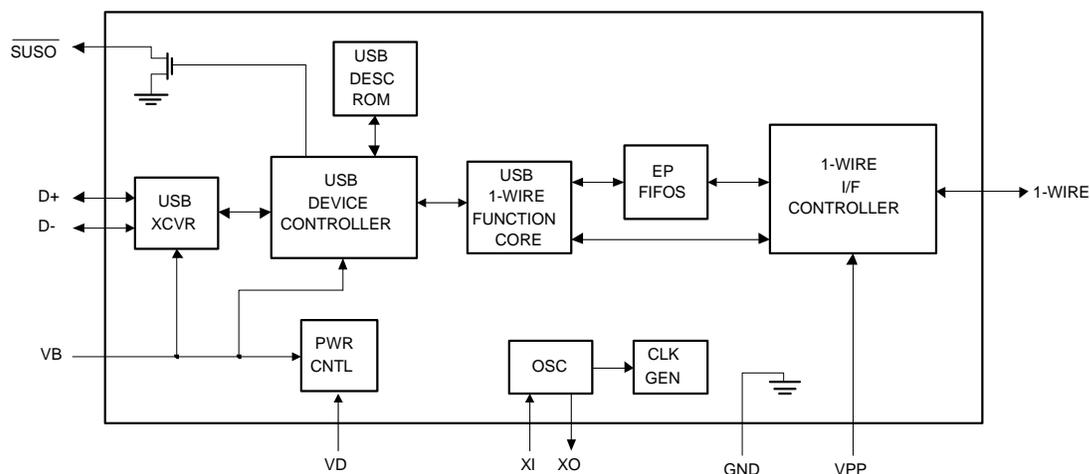 SUSO
USB
DESC
ROM
D+
D-
USB
XCVR
USB
DEVICE
CONTROLLER
USB
1-WIRE
FUNCTION
CORE
EP
FIFOS
1-WIRE
I/F
CONTROLLER
1-WIRE
VB
PWR
CNTL
OSC
CLK
GEN
VD
XI
XO
GND
VPP